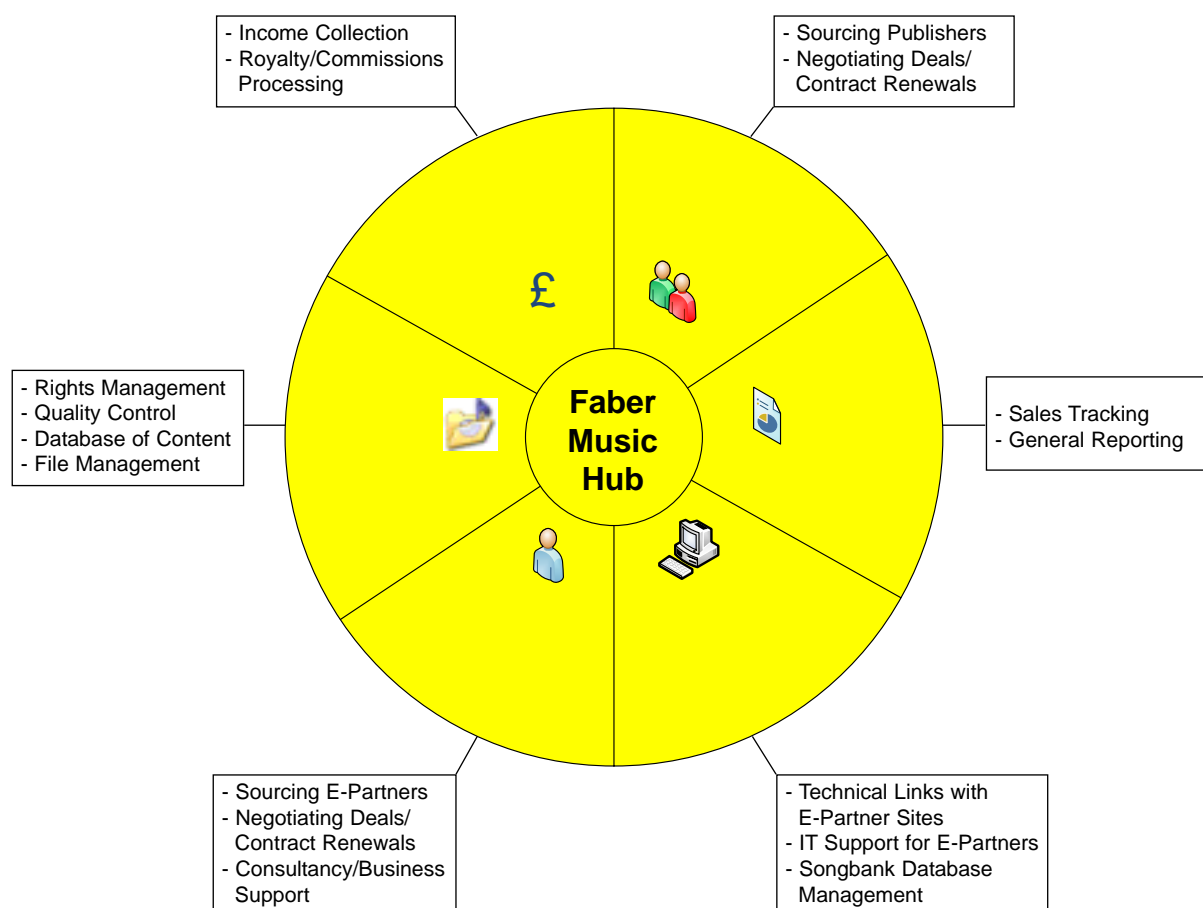 - Income Collection
- Royalty/Commissions
Processing
- Sourcing Publishers
- Negotiating Deals/
Contract Renewals
£
- Rights Management
- Quality Control
- Database of Content
- File Management
Faber
Music
Hub
- Sales Tracking
- General Reporting
- Sourcing E-Partners
- Negotiating Deals/
Contract Renewals
- Consultancy/Business
Support
- Technical Links with
E-Partner Sites
- IT Support for E-Partners
- Songbank Database
Management